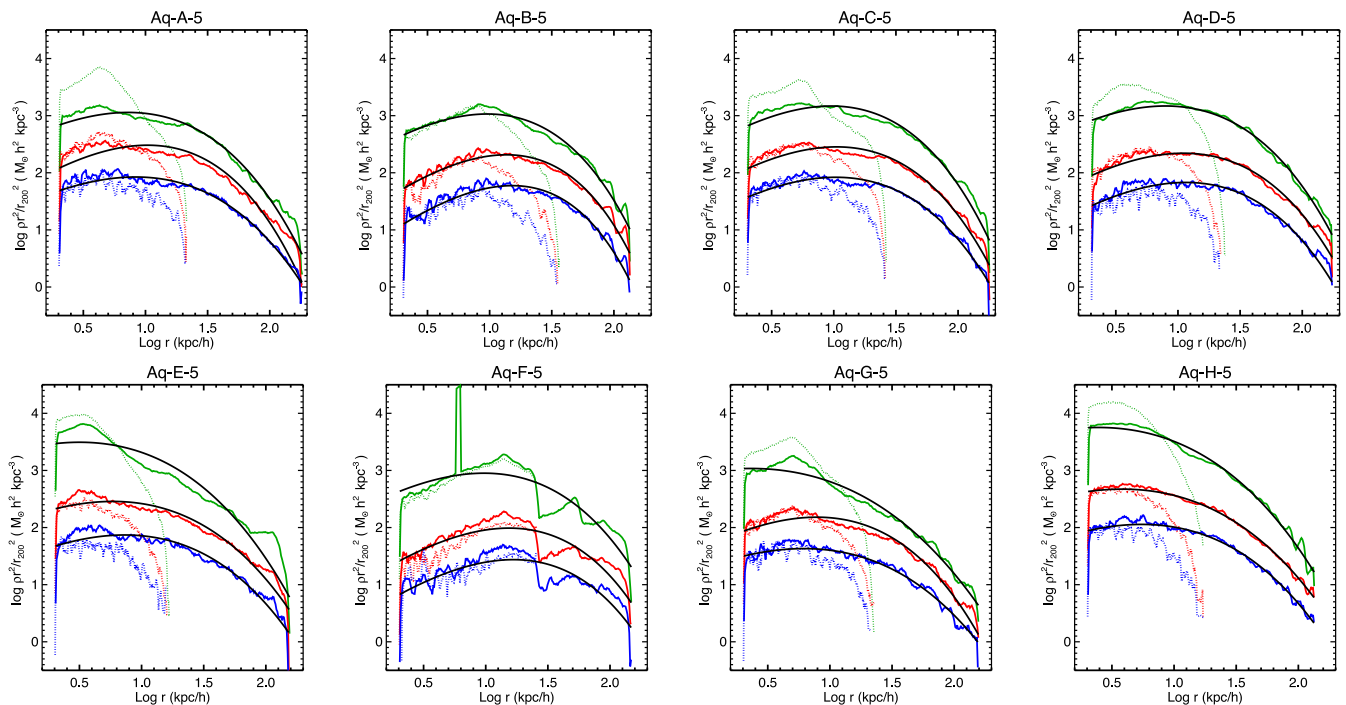 Aq-A-5
Aq-B-5
Aq-C-5
Aq-D-5
log ρr²/r₂₀₀² ( M⊙ h² kpc⁻³ )
4
3
2
1
0
0.5 1.0 1.5 2.0
Log r (kpc/h)
log ρr²/r₂₀₀² ( M⊙ h² kpc⁻³ )
4
3
2
1
0
0.5 1.0 1.5 2.0
Log r (kpc/h)
log ρr²/r₂₀₀² ( M⊙ h² kpc⁻³ )
4
3
2
1
0
0.5 1.0 1.5 2.0
Log r (kpc/h)
log ρr²/r₂₀₀² ( M⊙ h² kpc⁻³ )
4
3
2
1
0
0.5 1.0 1.5 2.0
Log r (kpc/h)
Aq-E-5
Aq-F-5
Aq-G-5
Aq-H-5
log ρr²/r₂₀₀² ( M⊙ h² kpc⁻³ )
4
3
2
1
0
0.5 1.0 1.5 2.0
Log r (kpc/h)
log ρr²/r₂₀₀² ( M⊙ h² kpc⁻³ )
4
3
2
1
0
0.5 1.0 1.5 2.0
Log r (kpc/h)
log ρr²/r₂₀₀² ( M⊙ h² kpc⁻³ )
4
3
2
1
0
0.5 1.0 1.5 2.0
Log r (kpc/h)
log ρr²/r₂₀₀² ( M⊙ h² kpc⁻³ )
4
3
2
1
0
0.5 1.0 1.5 2.0
Log r (kpc/h)